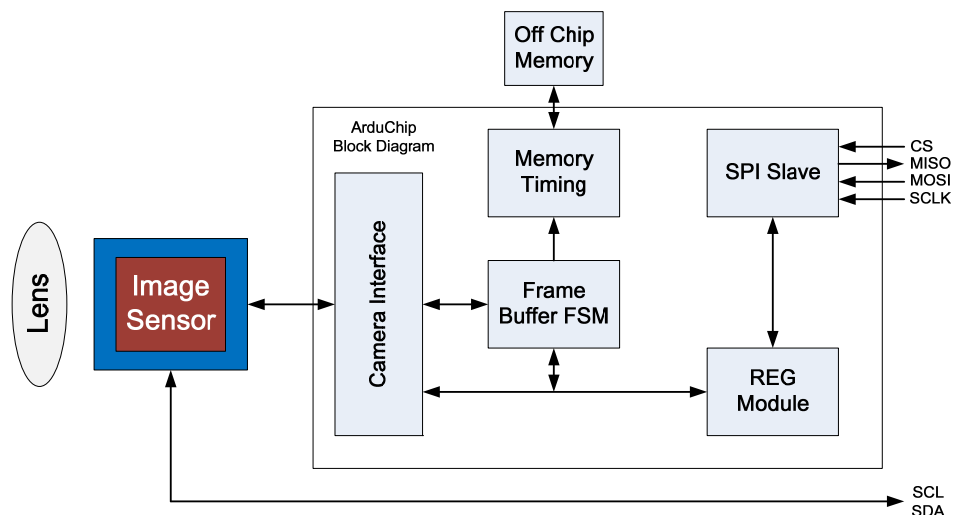 Off Chip
Memory
ArduChip
Block Diagram
Memory
Timing
SPI Slave
CS
MISO
MOSI
SCLK
Lens
Image
Sensor
Camera Interface
Frame
Buffer FSM
REG
Module
SCL
SDA